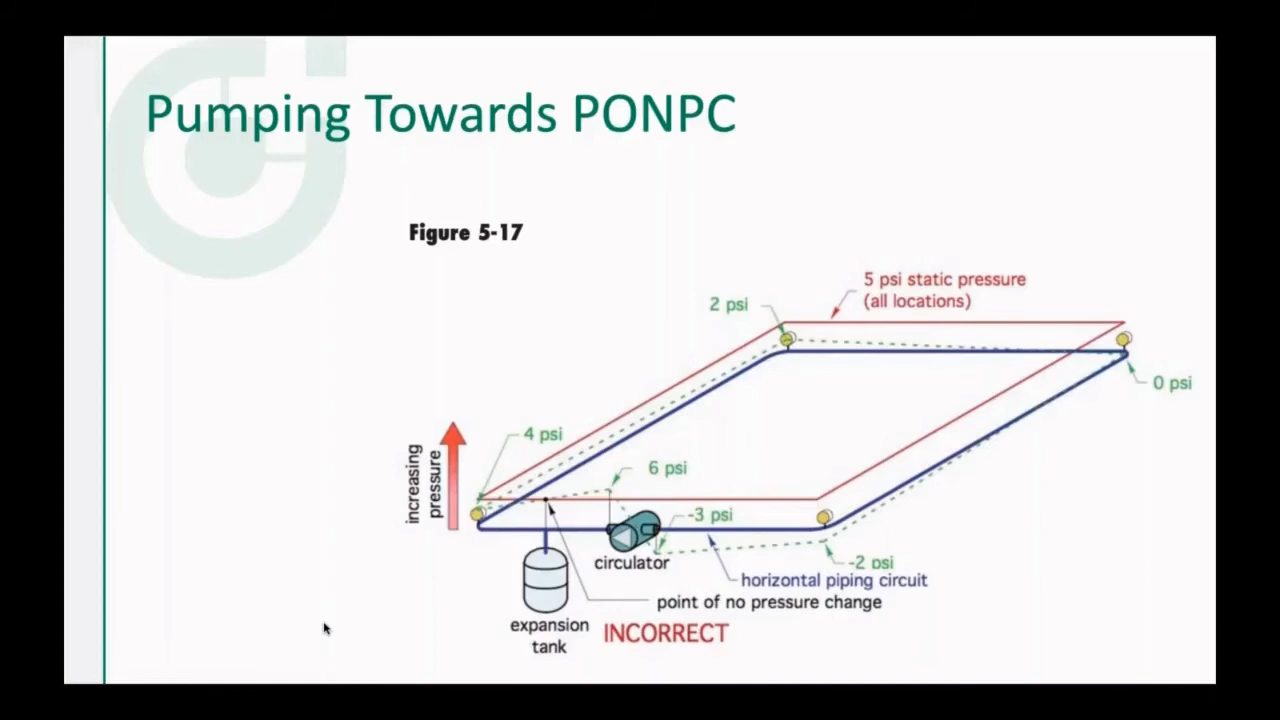 Pumping Towards PONPC
Figure 5-17
5 psi static pressure
(all locations)
2 psi
0 psi
4 psi
increasing
pressure
6 psi
-3 psi
circulator
-2 psi
horizontal piping circuit
point of no pressure change
expansion
tank
INCORRECT